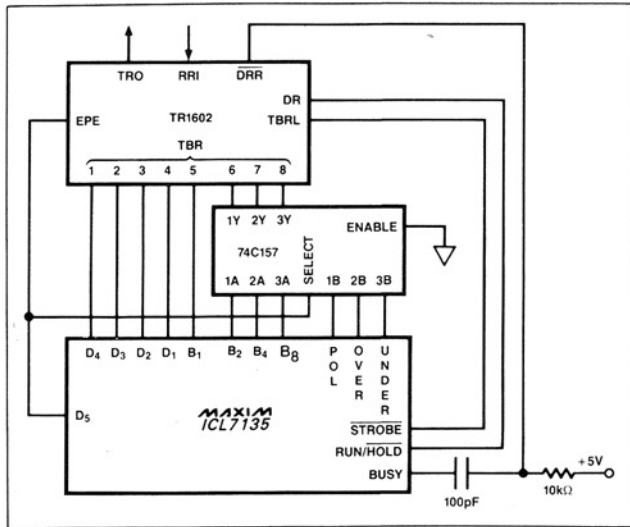 TRO RRI DRR
DR
EPE TR1602 TBRL
TBR
1 2 3 4 5 6 7 8
1Y 2Y 3Y
ENABLE
74C157
SELECT
1A 2A 3A 1B 2B 3B
D4 D3 D2 D1 B1 B2 B4 B8
POL
OVER
UNDER
D5
MAXIM
ICL7135
STROBE
RUN/HOLD
BUSY
+5V
100pF
10kΩ